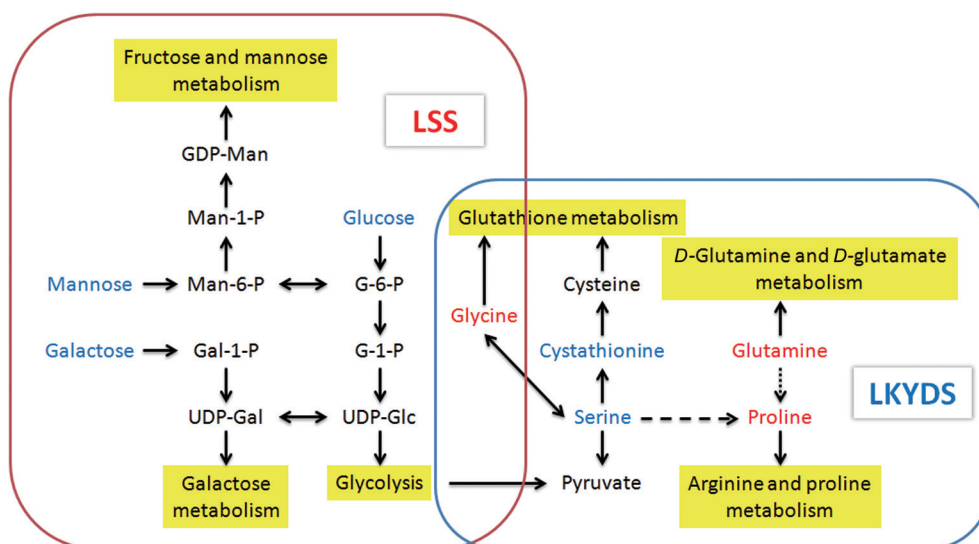 Fructose and mannose
metabolism
LSS
GDP-Man
Man-1-P
Glucose
Glutathione metabolism
D-Glutamine and D-glutamate
metabolism
Mannose
Man-6-P
G-6-P
Cysteine
Glycine
Galactose
Gal-1-P
G-1-P
Cystathionine
Glutamine
LKYDS
UDP-Gal
UDP-Glc
Serine
Proline
Galactose
metabolism
Glycolysis
Pyruvate
Arginine and proline
metabolism